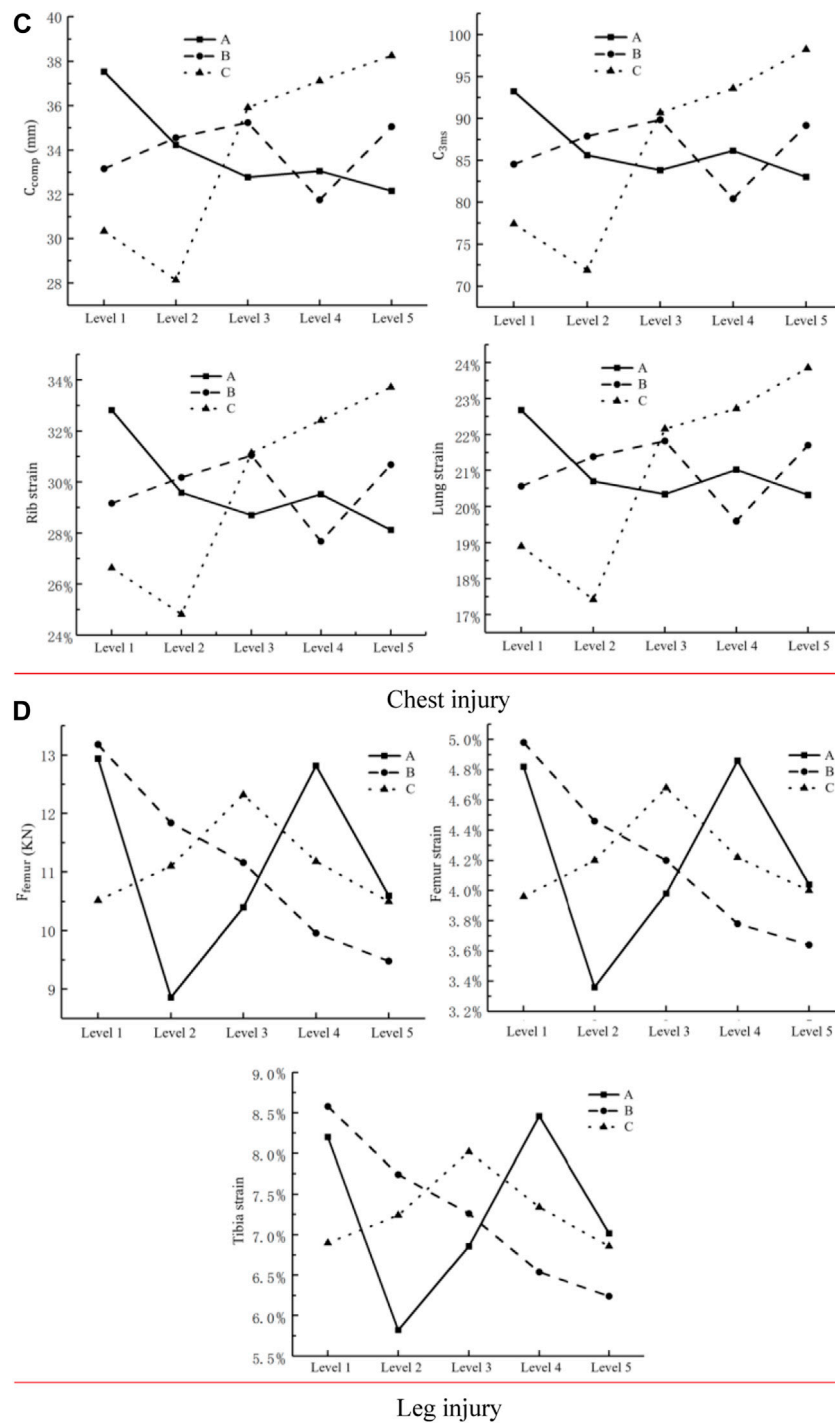 C
40
38
36
34
32
30
28
C_comp (mm)
A
B
C
Level 1 Level 2 Level 3 Level 4 Level 5
100
95
90
85
80
75
70
C_3ms
A
B
C
Level 1 Level 2 Level 3 Level 4 Level 5
34%
32%
30%
28%
26%
24%
Rib strain
A
B
C
Level 1 Level 2 Level 3 Level 4 Level 5
24%
23%
22%
21%
20%
19%
18%
17%
Lung strain
A
B
C
Level 1 Level 2 Level 3 Level 4 Level 5
Chest injury
D
13
12
11
10
9
F_femur (KN)
A
B
C
Level 1 Level 2 Level 3 Level 4 Level 5
5.0%
4.8%
4.6%
4.4%
4.2%
4.0%
3.8%
3.6%
3.4%
3.2%
Femur strain
A
B
C
Level 1 Level 2 Level 3 Level 4 Level 5
9.0%
8.5%
8.0%
7.5%
7.0%
6.5%
6.0%
5.5%
Tibia strain
A
B
C
Level 1 Level 2 Level 3 Level 4 Level 5
Leg injury